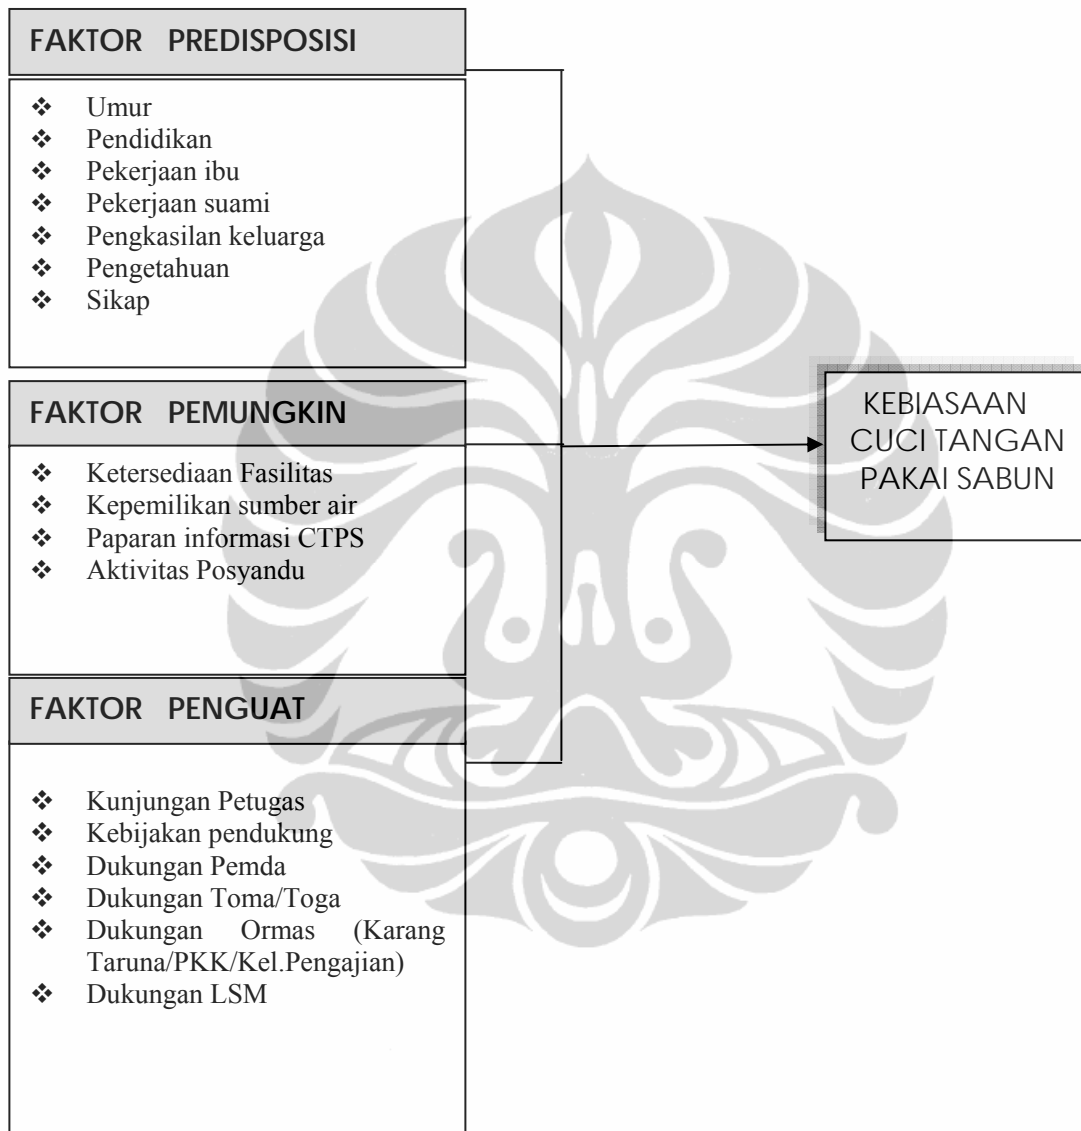 FAKTOR PREDISPOSISI
❖ Umur
❖ Pendidikan
❖ Pekerjaan ibu
❖ Pekerjaan suami
❖ Pengkasilan keluarga
❖ Pengetahuan
❖ Sikap
FAKTOR PEMUNGKIN
❖ Ketersediaan Fasilitas
❖ Kepemilikan sumber air
❖ Paparan informasi CTPS
❖ Aktivitas Posyandu
FAKTOR PENGUAT
❖ Kunjungan Petugas
❖ Kebijakan pendukung
❖ Dukungan Pemda
❖ Dukungan Toma/Toga
❖ Dukungan Ormas (Karang
Taruna/PKK/Kel.Pengajian)
❖ Dukungan LSM
KEBIASAAN
CUCI TANGAN
PAKAI SABUN